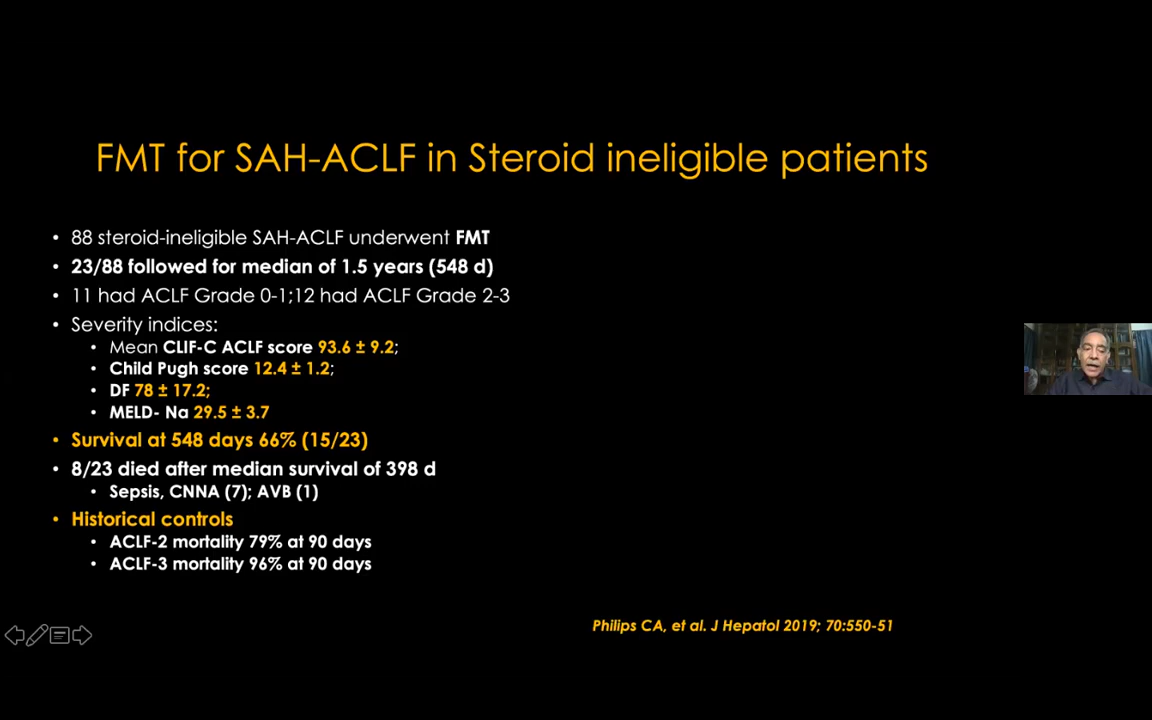 FMT for SAH-ACLF in Steroid ineligible patients
• 88 steroid-ineligible SAH-ACLF underwent FMT
• 23/88 followed for median of 1.5 years (548 d)
• 11 had ACLF Grade 0-1;12 had ACLF Grade 2-3
• Severity indices:
• Mean CLIF-C ACLF score 93.6 ± 9.2;
• Child Pugh score 12.4 ± 1.2;
• DF 78 ± 17.2;
• MELD- Na 29.5 ± 3.7
• Survival at 548 days 66% (15/23)
• 8/23 died after median survival of 398 d
• Sepsis, CNNA (7); AVB (1)
• Historical controls
• ACLF-2 mortality 79% at 90 days
• ACLF-3 mortality 96% at 90 days
Philips CA, et al. J Hepatol 2019; 70:550-51